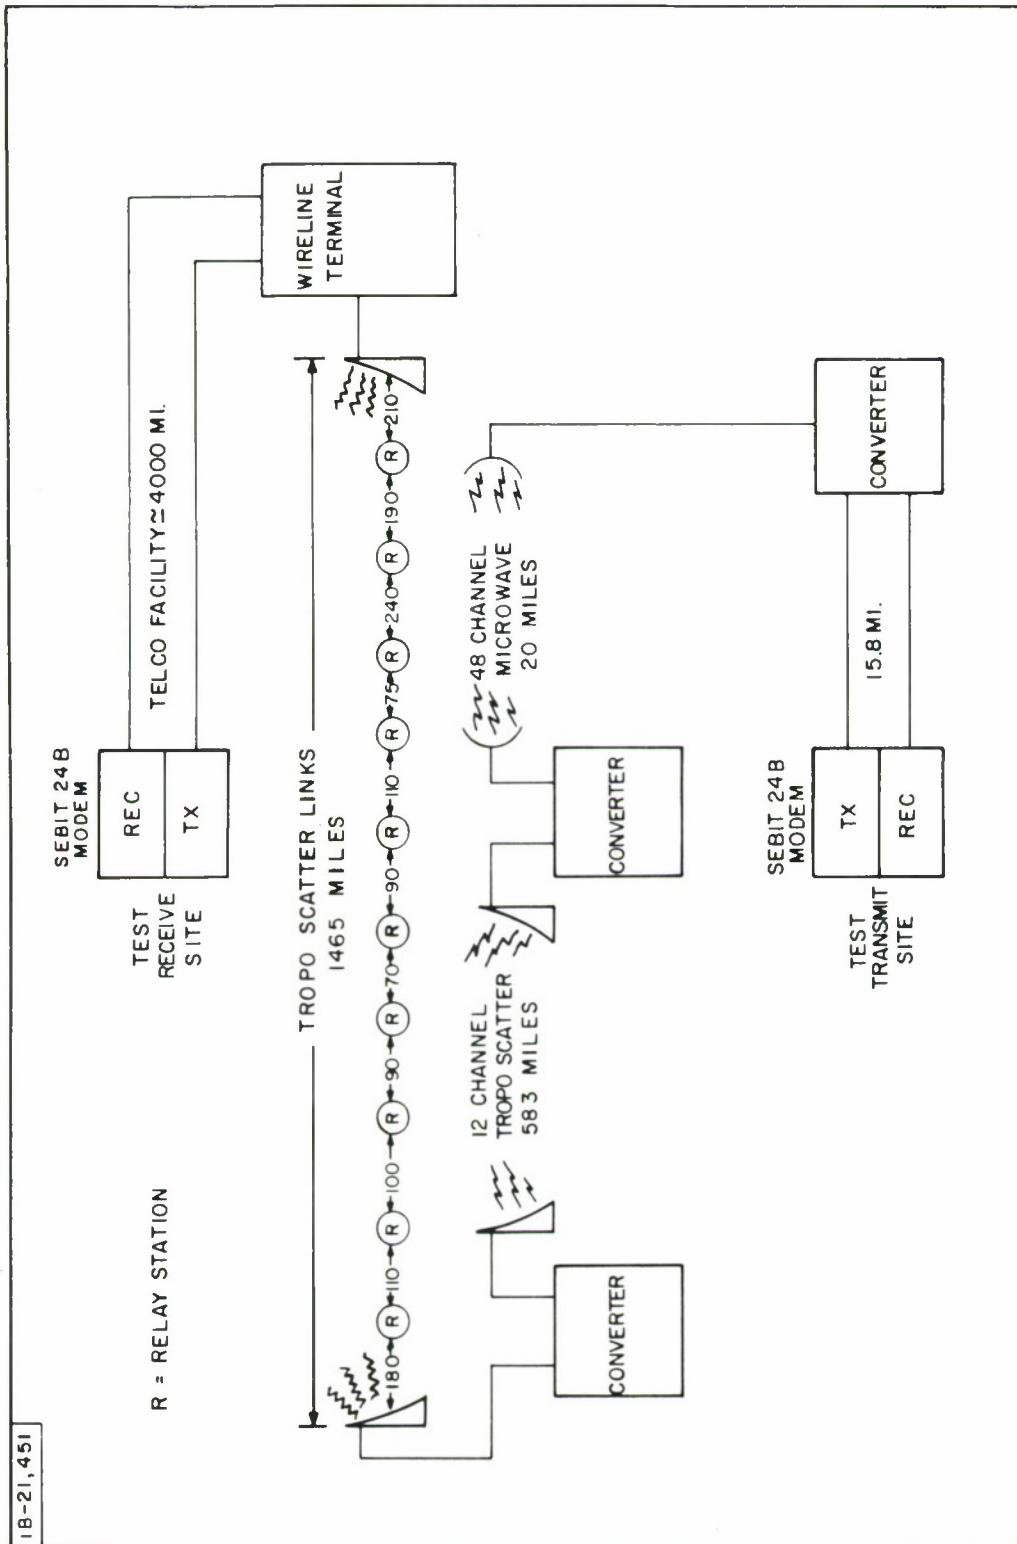 IB-21,451
R = RELAY STATION
SEBIT 24B
MODEM
REC
TX
TEST
RECEIVE
SITE
TELCO FACILITY≃4000 MI.
WIRELINE
TERMINAL
TROPO SCATTER LINKS
1465 MILES
180
R
110
R
100
R
90
R
70
R
90
R
110
R
75
R
240
R
190
R
210
12 CHANNEL
TROPO SCATTER
583 MILES
48 CHANNEL
MICROWAVE
20 MILES
CONVERTER
CONVERTER
SEBIT 24B
MODEM
TX
REC
TEST
TRANSMIT
SITE
15.8 MI.
CONVERTER